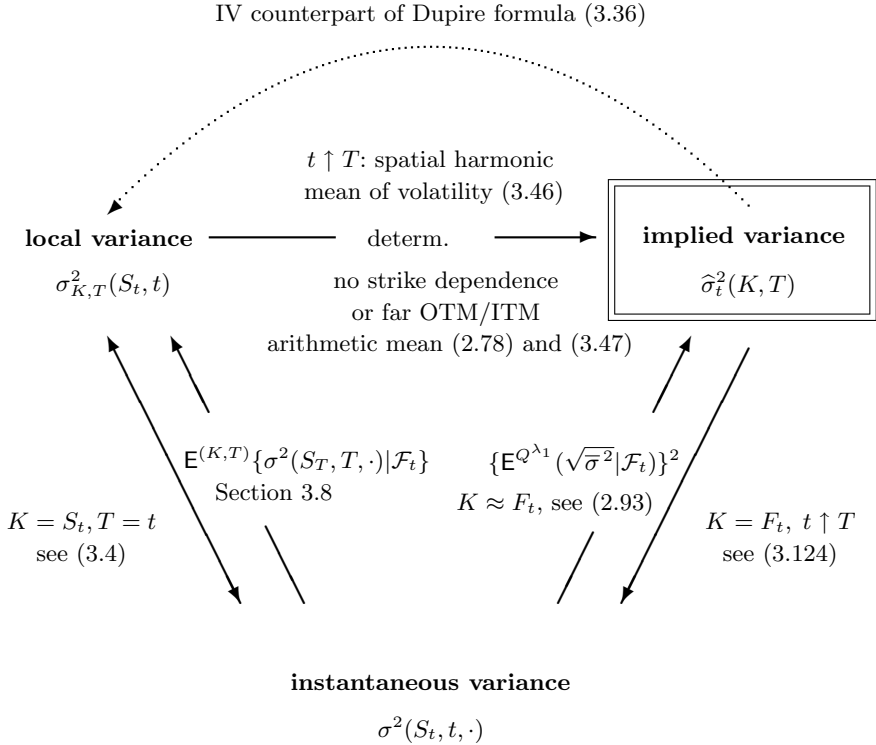 IV counterpart of Dupire formula (3.36)
t ↑ T: spatial harmonic
mean of volatility (3.46)
local variance
determ.
implied variance
σ²_{K,T}(S_t, t)
σ̂²_t(K, T)
no strike dependence
or far OTM/ITM
arithmetic mean (2.78) and (3.47)
E^{(K,T)}{σ²(S_T, T, ·)|F_t}
Section 3.8
{E^{Q^{λ_1}}(√σ̅²|F_t)}²
K ≈ F_t, see (2.93)
K = S_t, T = t
see (3.4)
K = F_t, t ↑ T
see (3.124)
instantaneous variance
σ²(S_t, t, ·)